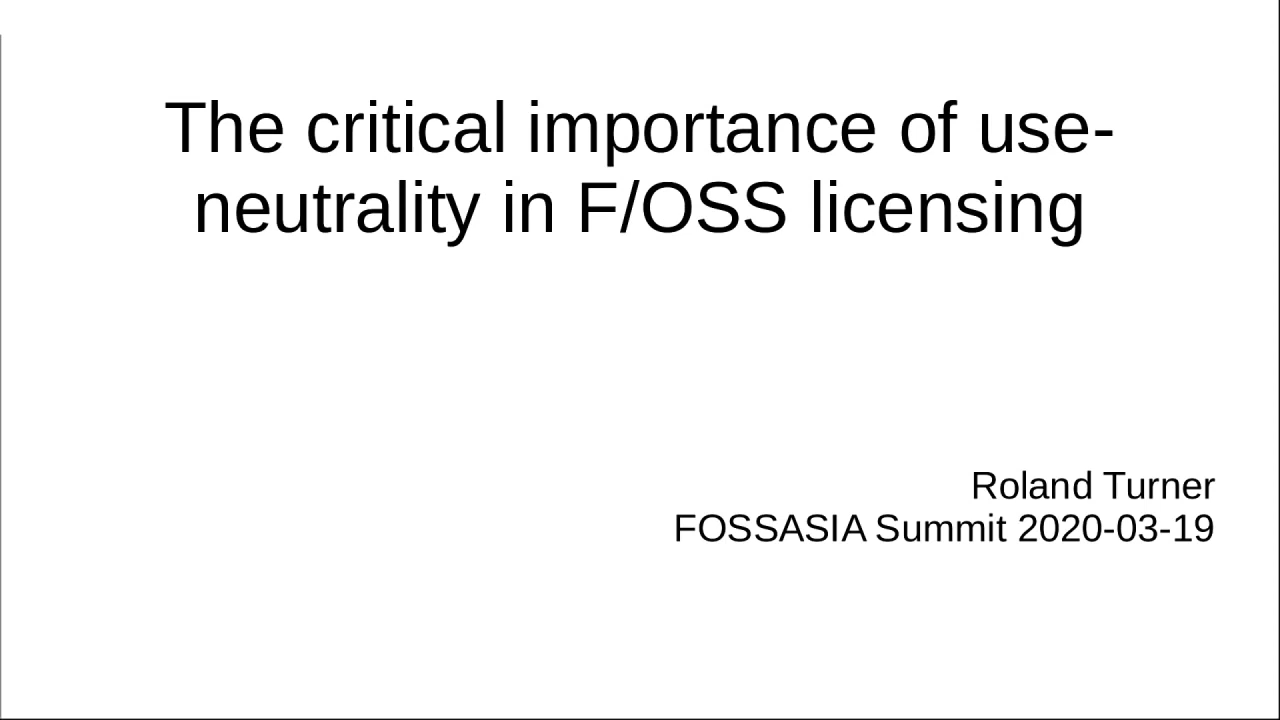 The critical importance of use-
neutrality in F/OSS licensing
Roland Turner
FOSSASIA Summit 2020-03-19